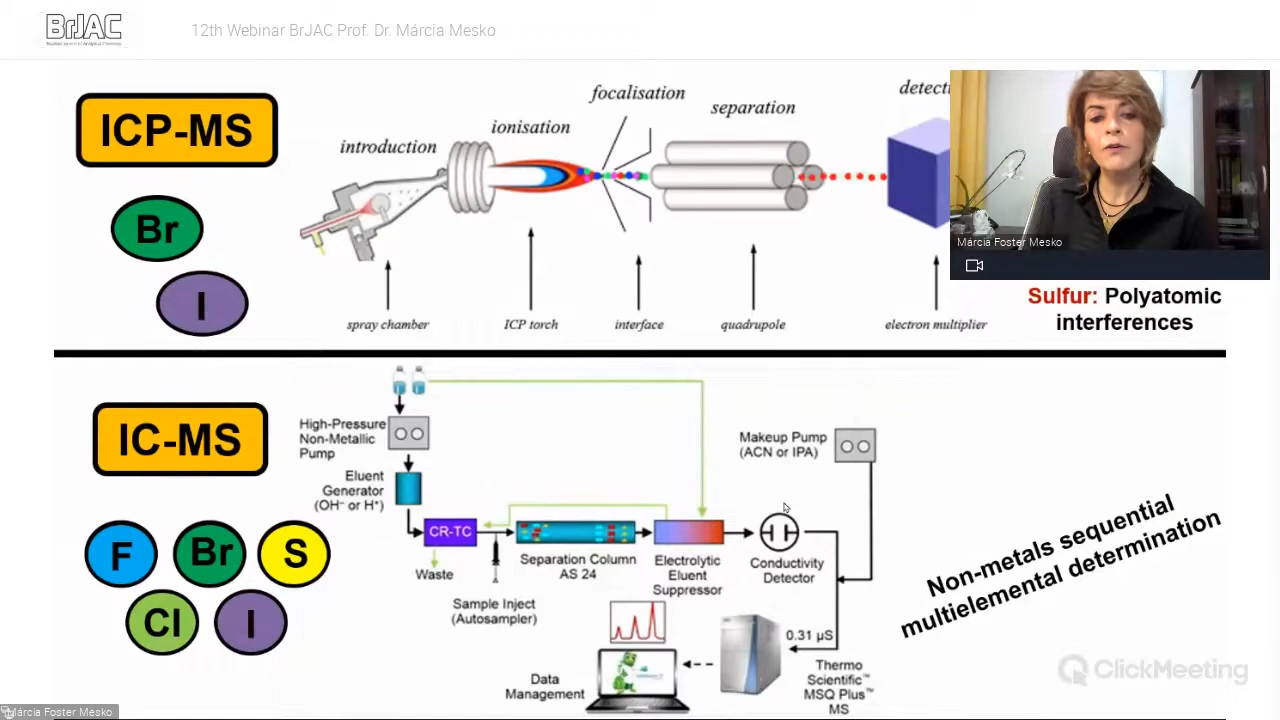 BrJAC
12th Webinar BrJAC Prof. Dr. Márcia Mesko
ICP-MS
Br
I
introduction
ionisation
focalisation
separation
detecti
spray chamber
ICP torch
interface
quadrupole
electron multiplier
Márcia Foster Mesko
Sulfur: Polyatomic
interferences
IC-MS
F
Br
S
Cl
I
High-Pressure
Non-Metallic
Pump
Eluent
Generator
(OH⁻ or H⁺)
CR-TC
Waste
Sample Inject
(Autosampler)
Separation Column
AS 24
Electrolytic
Eluent
Suppressor
Conductivity
Detector
Makeup Pump
(ACN or IPA)
0.31 µS
Thermo
Scientific™
MSQ Plus™
MS
Data
Management
Non-metals sequential
multielemental determination
ClickMeeting
Márcia Foster Mesko